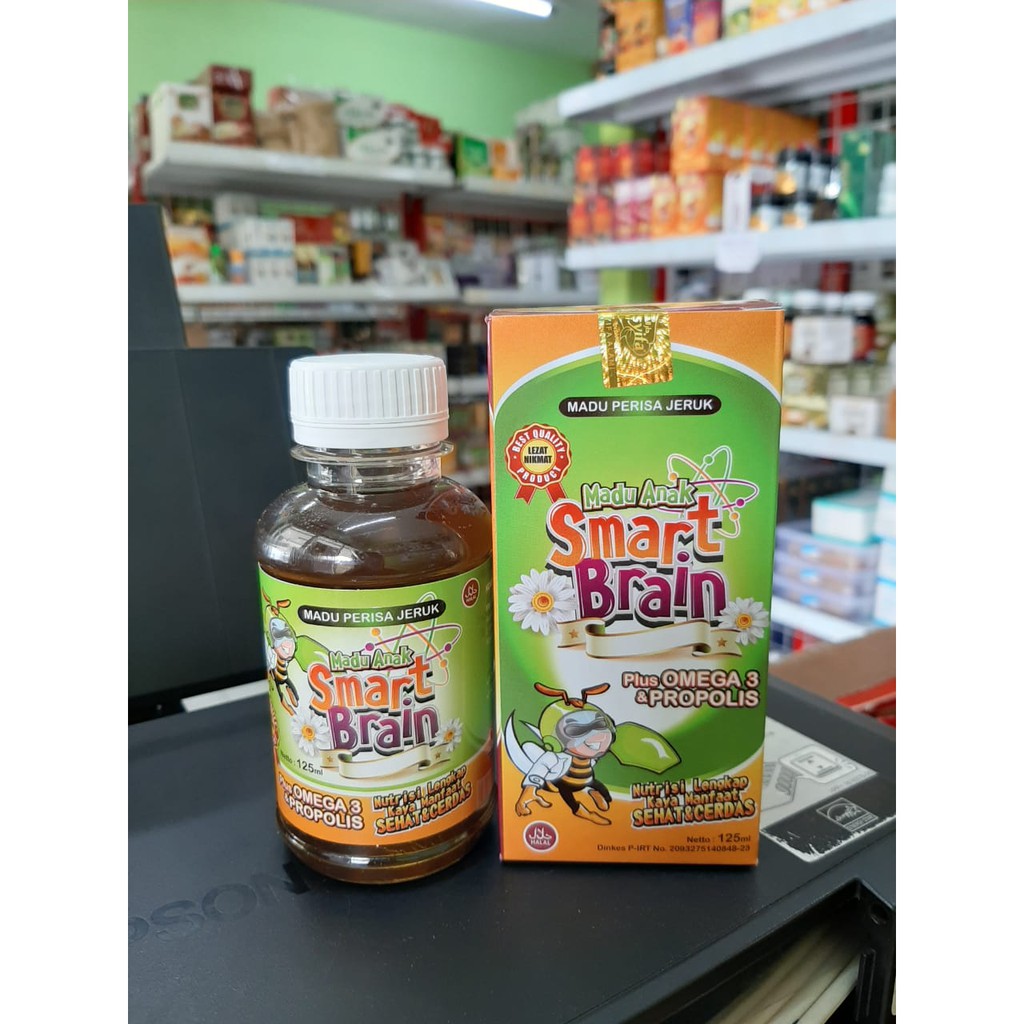 MADU PERISA JERUK
Madu Anak
Smart
Brain
Netto : 125ml
Plus OMEGA 3
& PROPOLIS
Nutrisi Lengkap
Kaya Manfaat
SEHAT & CERDAS
HALAL
Syifa
MADU PERISA JERUK
BEST QUALITY
LEZAT
NIKMAT
PRODUCT
Madu Anak
Smart
Brain
Plus OMEGA 3
& PROPOLIS
Nutrisi Lengkap
Kaya Manfaat
SEHAT & CERDAS
HALAL
Netto : 125ml
Dinkes P-IRT No. 2093275140848-23